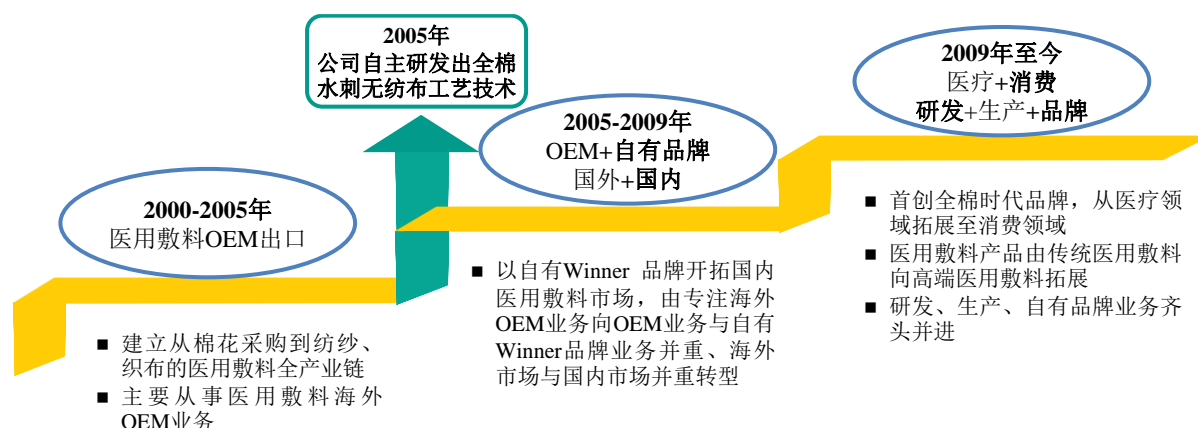 2005年
公司自主研发出全棉
水刺无纺布工艺技术
2000-2005年
医用敷料OEM出口
■ 建立从棉花采购到纺纱、
织布的医用敷料全产业链
■ 主要从事医用敷料海外
OEM业务
2005-2009年
OEM+自有品牌
国外+国内
■ 以自有Winner 品牌开拓国内
医用敷料市场，由专注海外
OEM业务向OEM业务与自有
Winner品牌业务并重、海外
市场与国内市场并重转型
2009年至今
医疗+消费
研发+生产+品牌
■ 首创全棉时代品牌，从医疗领
域拓展至消费领域
■ 医用敷料产品由传统医用敷料
向高端医用敷料拓展
■ 研发、生产、自有品牌业务齐
头并进